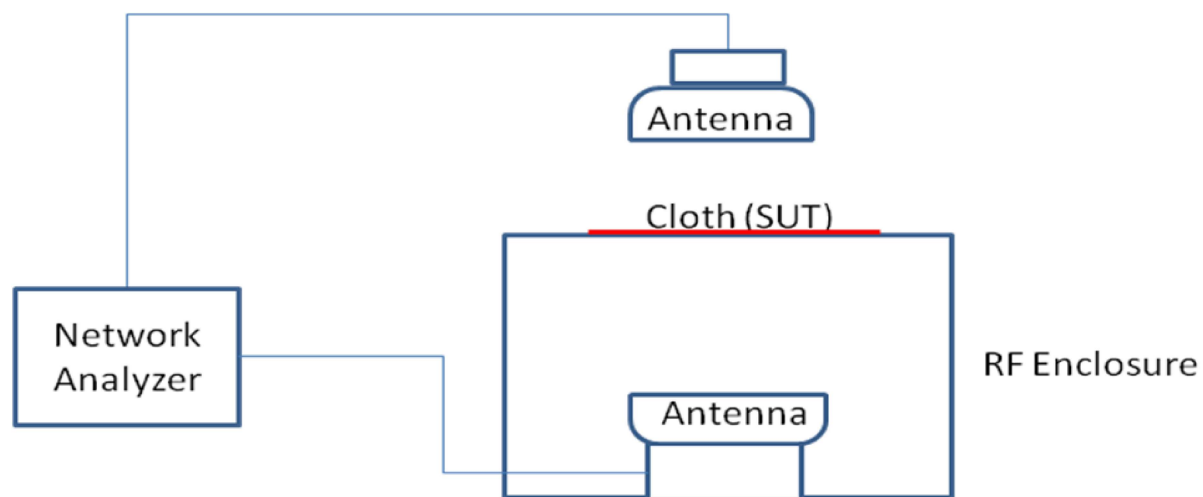 Antenna
Cloth (SUT)
Network
Analyzer
RF Enclosure
Antenna